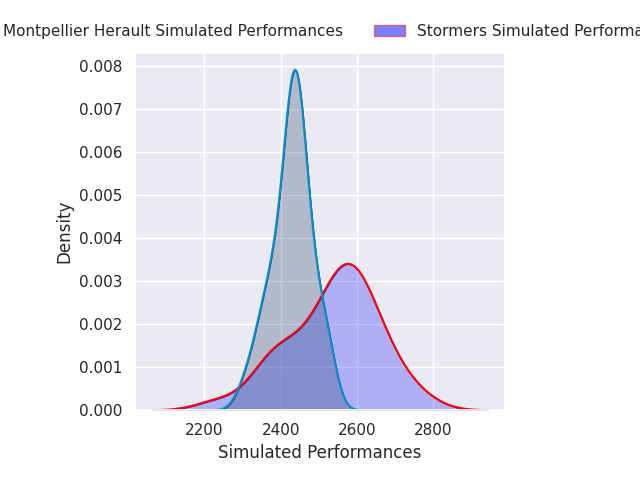 Montpellier Herault Simulated Performances
Stormers Simulated
0.008
0.007
0.006
0.005
0.004
0.003
0.002
0.001
0.000
Density
2200 2400 2600 2800
Simulated Performances